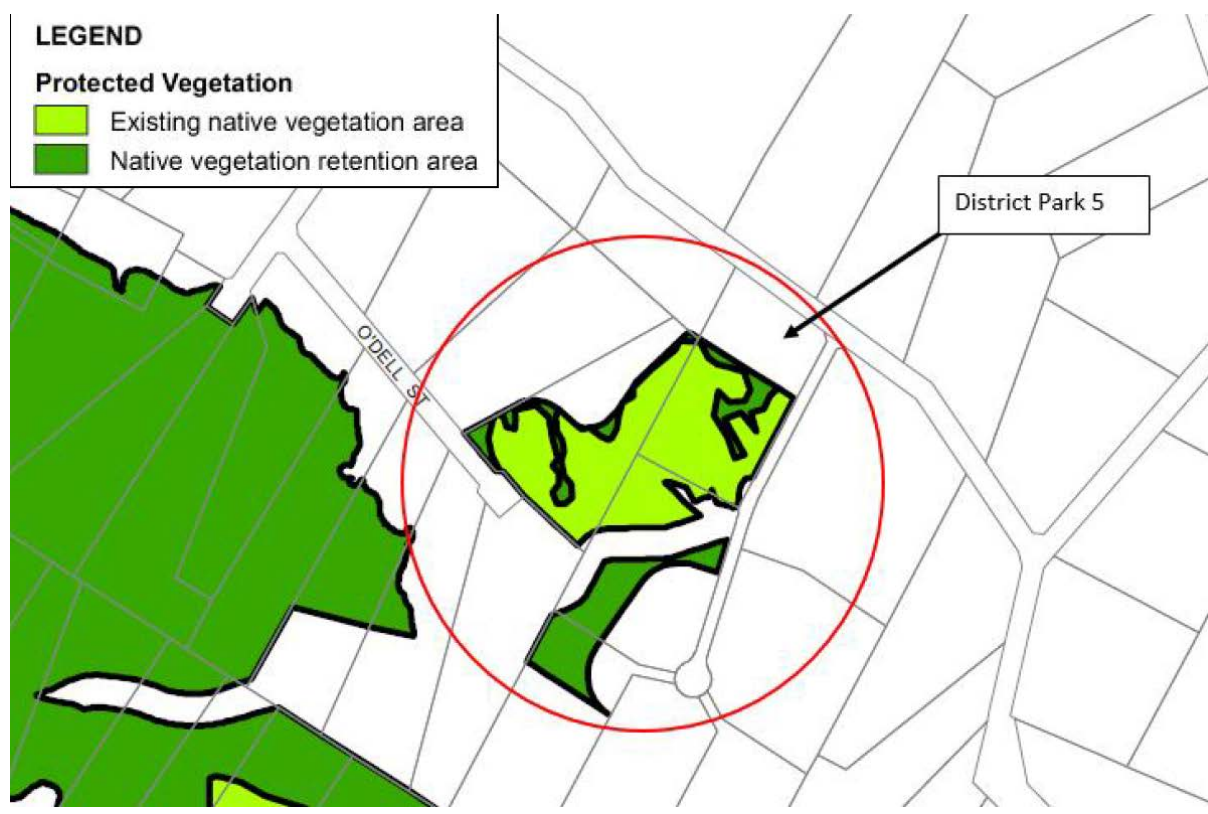 LEGEND
Protected Vegetation
Existing native vegetation area
Native vegetation retention area
District Park 5
O'DELL ST